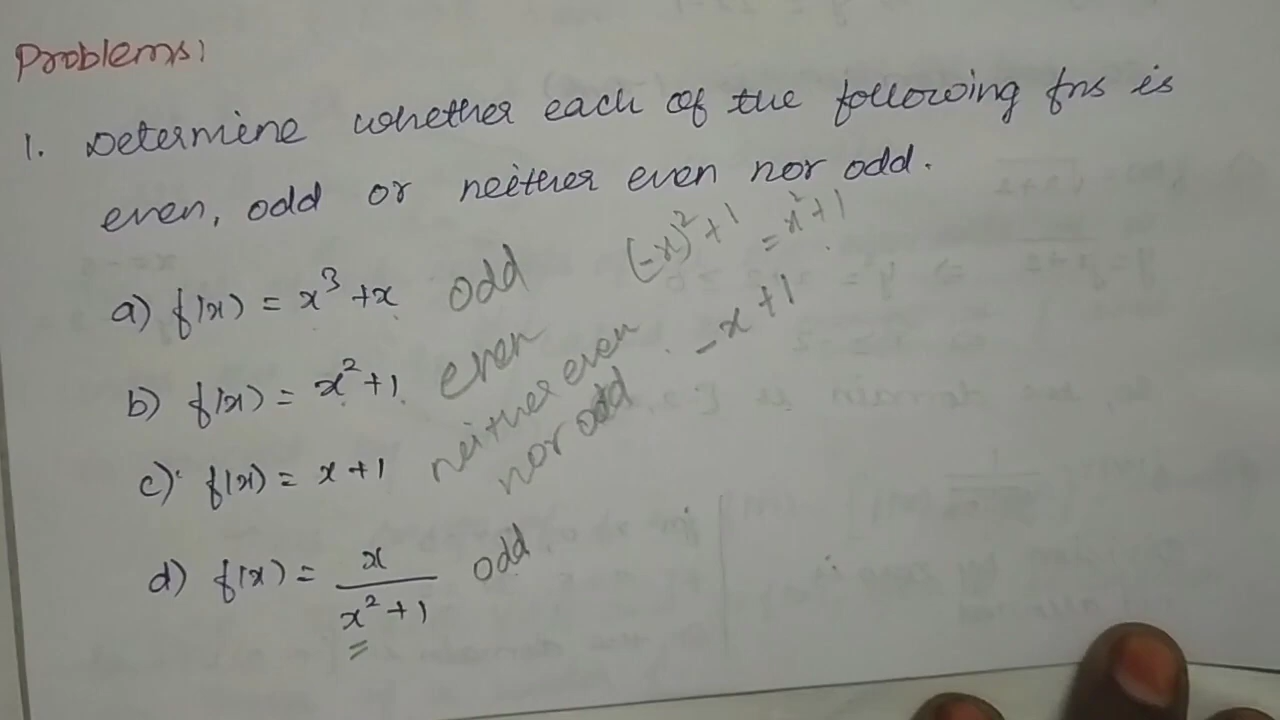 Problems:
1. Determine whether each of the following fns is
even, odd or neither even nor odd.
(-x)²+1 = x²+1
a) f(x) = x³+x odd
-x+1
b) f(x) = x²+1 even
c) f(x) = x+1 neither even
nor odd
d) f(x) = x/(x²+1) odd